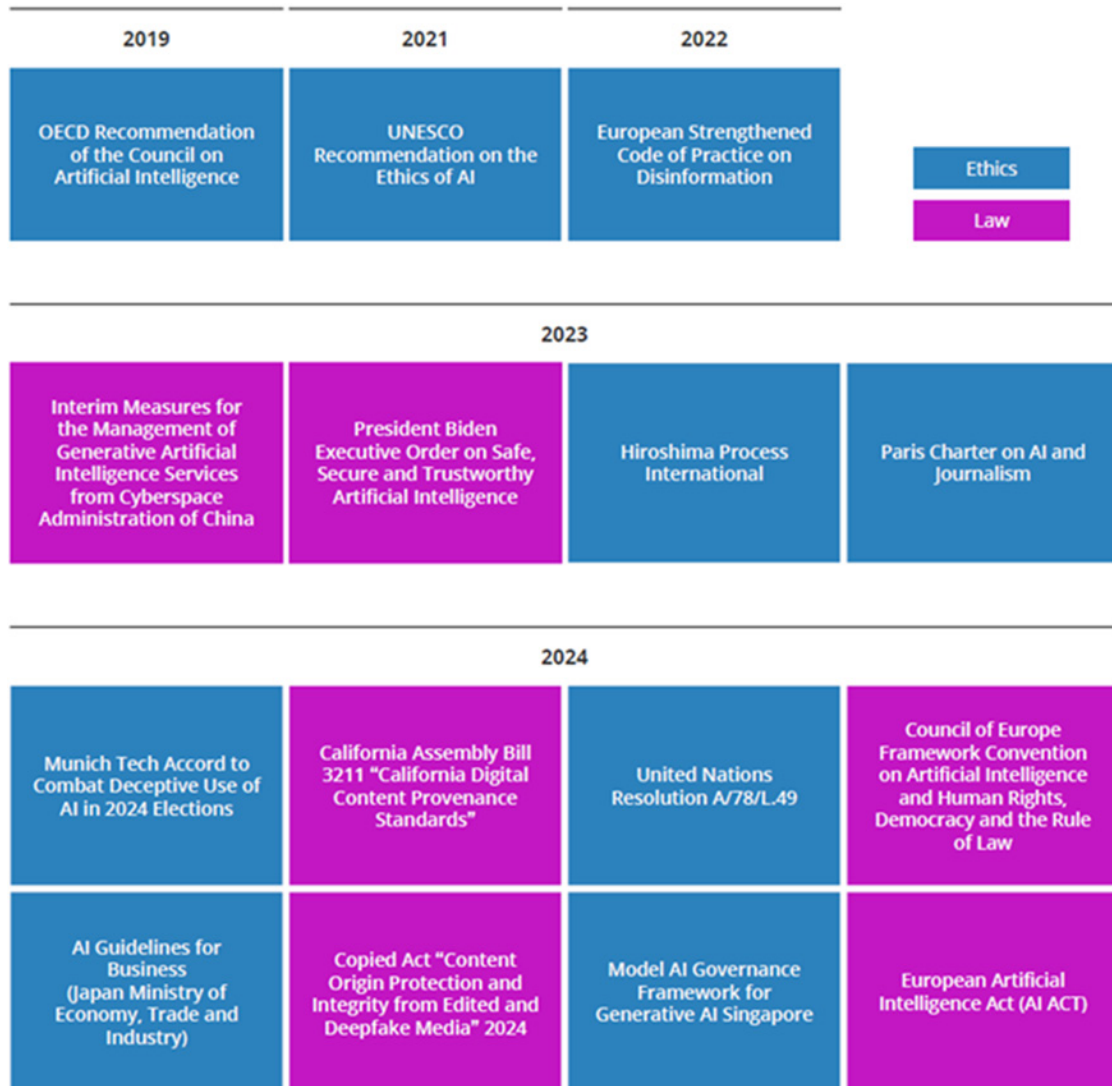 2019
2021
2022
OECD Recommendation
of the Council on
Artificial Intelligence
UNESCO
Recommendation on the
Ethics of AI
European Strengthened
Code of Practice on
Disinformation
Ethics
Law
2023
Interim Measures for
the Management of
Generative Artificial
Intelligence Services
from Cyberspace
Administration of China
President Biden
Executive Order on Safe,
Secure and Trustworthy
Artificial Intelligence
Hiroshima Process
International
Paris Charter on AI and
Journalism
2024
Munich Tech Accord to
Combat Deceptive Use of
AI in 2024 Elections
California Assembly Bill
3211 “California Digital
Content Provenance
Standards”
United Nations
Resolution A/78/L.49
Council of Europe
Framework Convention
on Artificial Intelligence
and Human Rights,
Democracy and the Rule
of Law
AI Guidelines for
Business
(Japan Ministry of
Economy, Trade and
Industry)
Copied Act “Content
Origin Protection and
Integrity from Edited and
Deepfake Media” 2024
Model AI Governance
Framework for
Generative AI Singapore
European Artificial
Intelligence Act (AI ACT)